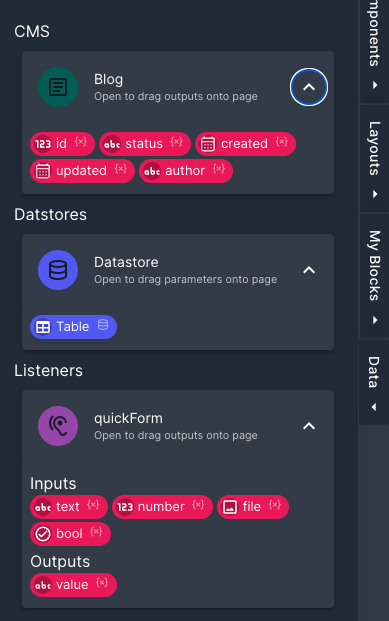 CMS
Blog
Open to drag outputs onto page
123 id {x} abc status {x} created {x}
updated {x} abc author {x}
Datstores
Datastore
Open to drag parameters onto page
Table
Listeners
quickForm
Open to drag outputs onto page
Inputs
abc text {x} 123 number {x} file {x}
bool {x}
Outputs
abc value {x}
mponents
Layouts
My Blocks
Data